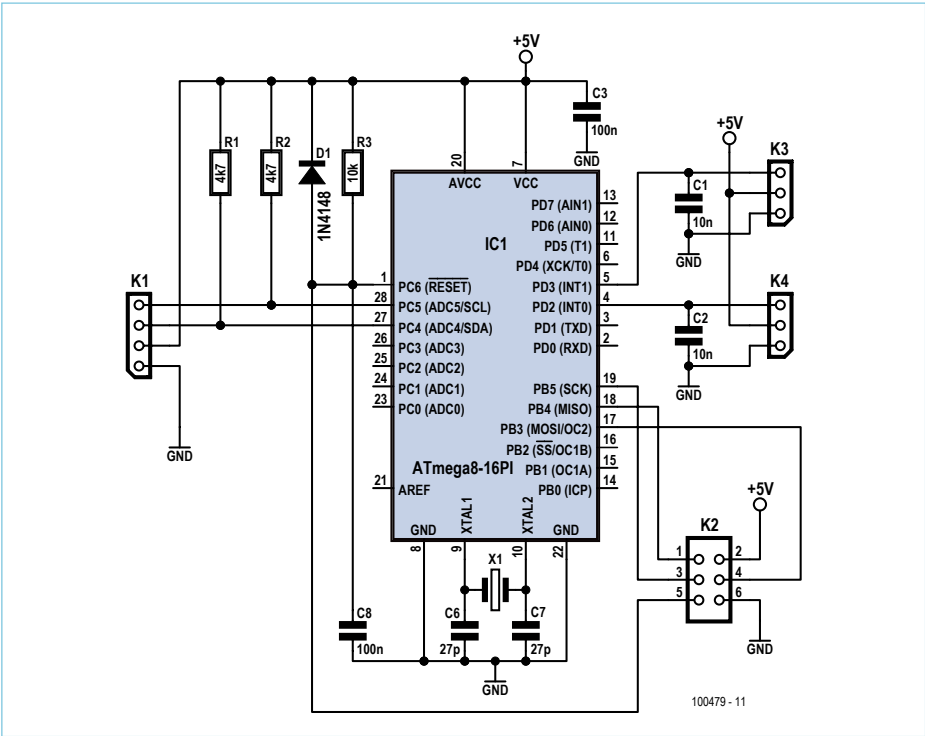 +5V
C3
100n
GND
+5V
K3
C1
10n
GND
K4
C2
10n
GND
R1
4k7
R2
4k7
D1
1N4148
R3
10k
20
7
AVCC
VCC
IC1
PD7 (AIN1)
13
PD6 (AIN0)
12
PD5 (T1)
11
PD4 (XCK/T0)
6
PD3 (INT1)
5
PD2 (INT0)
4
PD1 (TXD)
3
PD0 (RXD)
2
K1
1
PC6 (RESET)
28
PC5 (ADC5/SCL)
27
PC4 (ADC4/SDA)
26
PC3 (ADC3)
25
PC2 (ADC2)
24
PC1 (ADC1)
23
PC0 (ADC0)
GND
PB5 (SCK)
19
PB4 (MISO)
18
PB3 (MOSI/OC2)
17
PB2 (SS/OC1B)
16
PB1 (OC1A)
15
PB0 (ICP)
14
ATmega8-16PI
21
AREF
GND
XTAL1
XTAL2
GND
8
9
10
22
X1
C8
100n
C6
27p
C7
27p
GND
+5V
K2
1
2
3
4
5
6
GND
100479 - 11